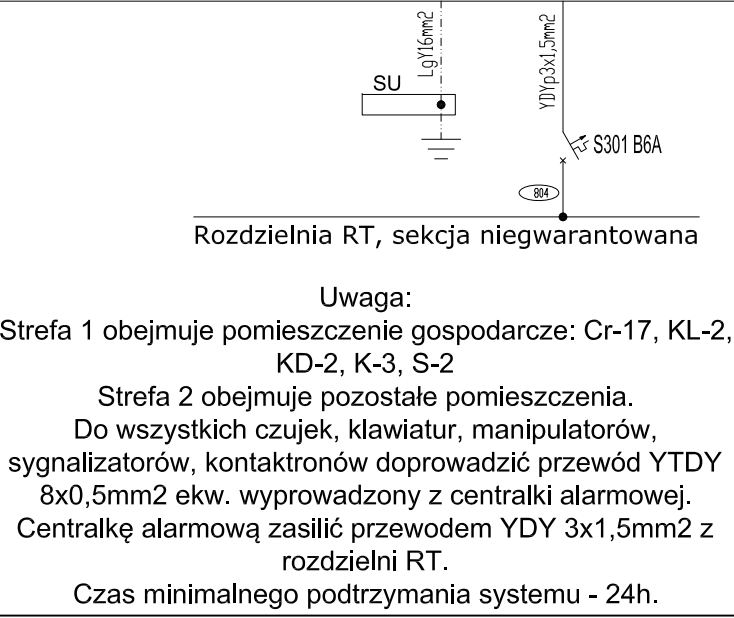 LgY16mm2
YDYp3x1,5mm2
SU
S301 B6A
804
Rozdzielnia RT, sekcja niegwarantowana
Uwaga:
Strefa 1 obejmuje pomieszczenie gospodarcze: Cr-17, KL-2,
KD-2, K-3, S-2
Strefa 2 obejmuje pozostałe pomieszczenia.
Do wszystkich czujek, klawiatur, manipulatorów,
sygnalizatorów, kontaktronów doprowadzić przewód YTDY
8x0,5mm2 ekw. wyprowadzony z centralki alarmowej.
Centralkę alarmową zasilić przewodem YDY 3x1,5mm2 z
rozdzielni RT.
Czas minimalnego podtrzymania systemu - 24h.